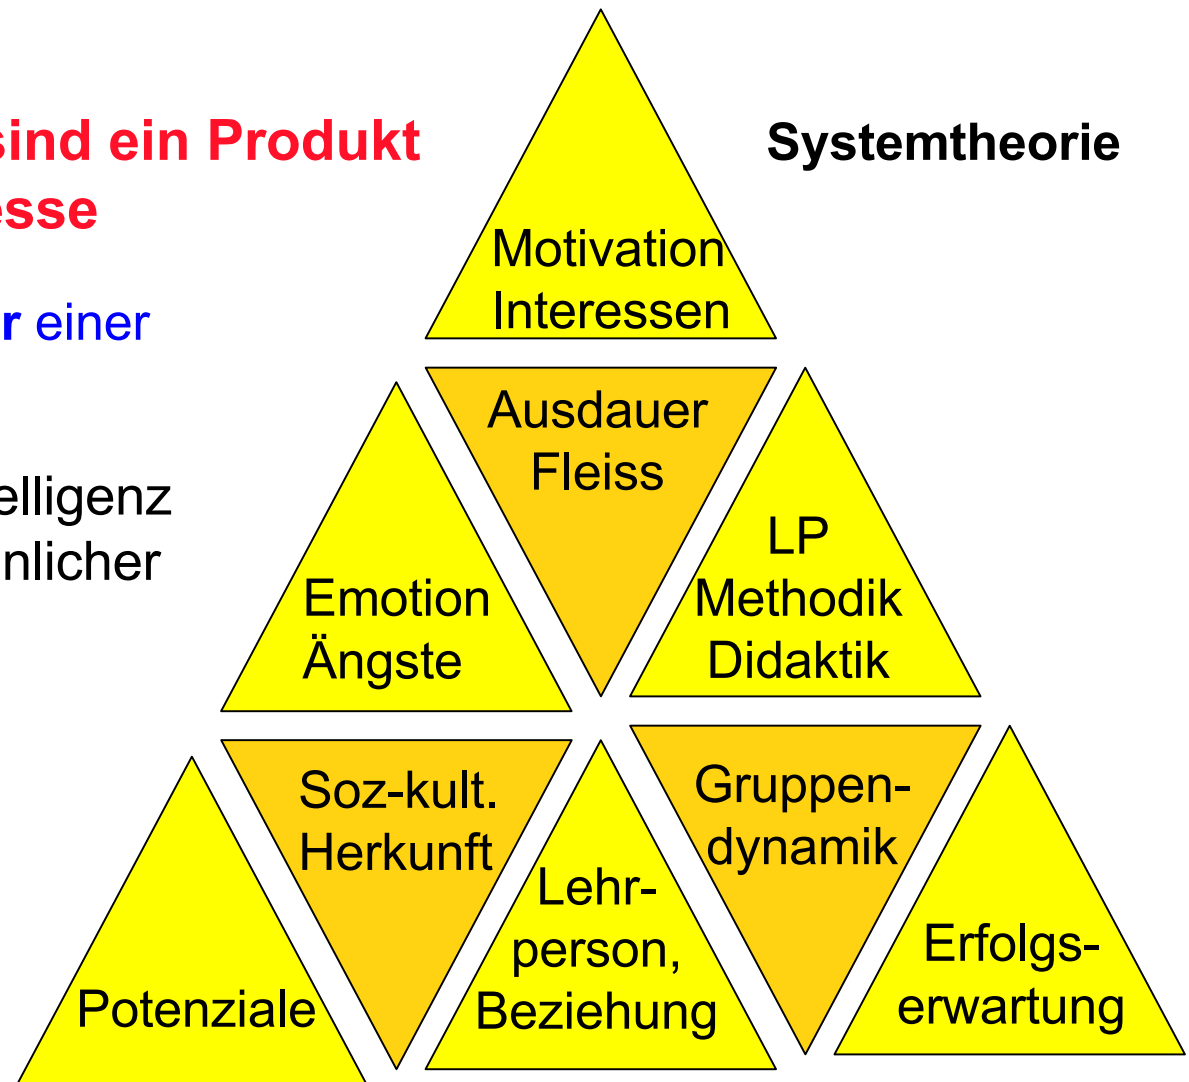 sind ein Produkt
esse
r einer
elligenz
nlicher
Systemtheorie
Motivation
Interessen
Ausdauer
Fleiss
Emotion
Ängste
LP
Methodik
Didaktik
Soz-kult.
Herkunft
Gruppen-
dynamik
Potenziale
Lehr-
person,
Beziehung
Erfolgs-
erwartung